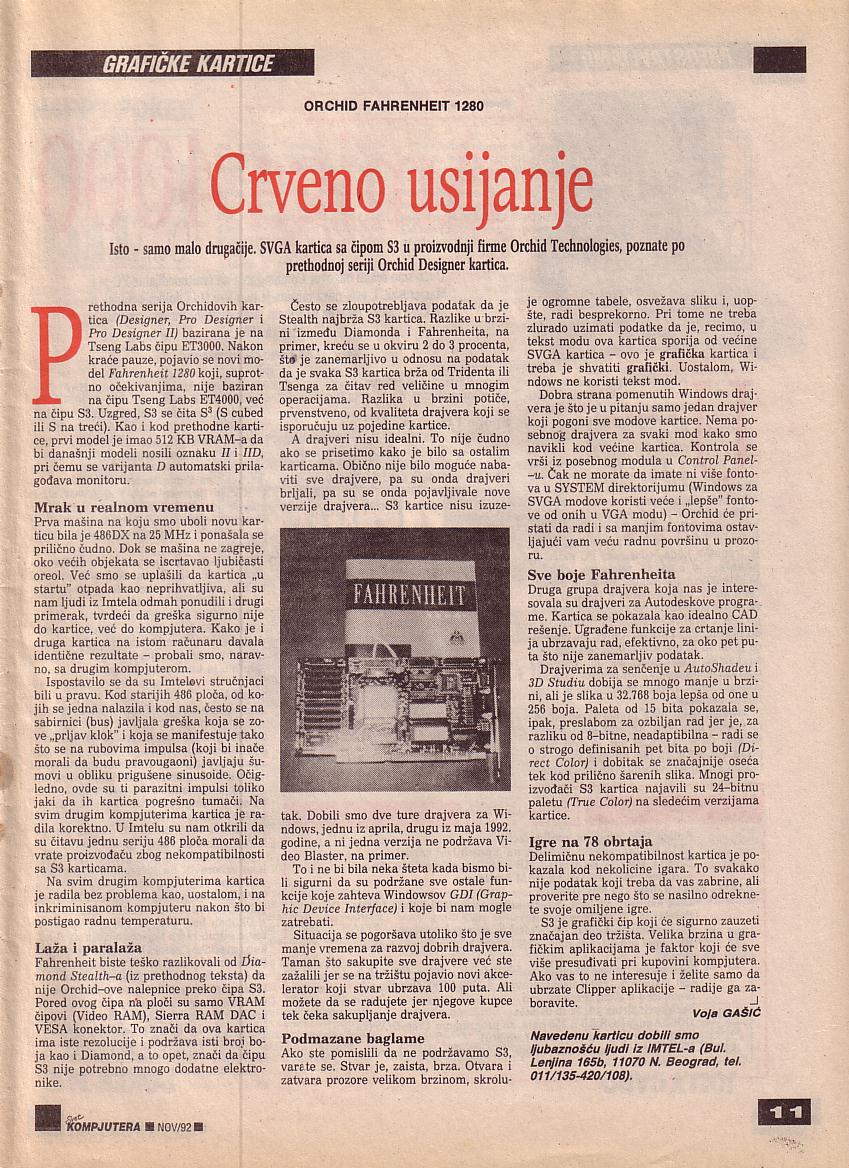 GRAFIČKE KARTICE
ORCHID FAHRENHEIT 1280
Crveno usijanje
Isto - samo malo drugačije. SVGA kartica sa čipom S3 u proizvodnji firme Orchid Technologies, poznate po
prethodnoj seriji Orchid Designer kartica.
Prethodna serija Orchidovih kar-
tica (Designer, Pro Designer i
Pro Designer II) bazirana je na
Tseng Labs čipu ET3000. Nakon
kraće pauze, pojavio se novi mo-
del Fahrenheit 1280 koji, suprot-
no očekivanjima, nije baziran
na čipu Tseng Labs ET4000, već
na čipu S3. Uzgred, S3 se čita S³ (S cubed
ili S na treći). Kao i kod prethodne karti-
ce, prvi model je imao 512 KB VRAM-a da
bi današnji modeli nosili oznaku II i IID,
pri čemu se varijanta D automatski prila-
gođava monitoru.
Mrak u realnom vremenu
Prva mašina na koju smo uboli novu kar-
ticu bila je 486DX na 25 MHz i ponašala se
prilično čudno. Dok se mašina ne zagreje,
oko većih objekata se iscrtavao ljubičasti
oreol. Već smo se uplašili da kartica „u
startu" otpada kao neprihvatljiva, ali su
nam ljudi iz Imtela odmah ponudili i drugi
primerak, tvrdeći da greška sigurno nije
do kartice, već do kompjutera. Kako je i
druga kartica na istom računaru davala
identične rezultate – probali smo, narav-
no, sa drugim kompjuterom.
Ispostavilo se da su Imtelovi stručnjaci
bili u pravu. Kod starijih 486 ploča, od ko-
jih se jedna nalazila i kod nas, često se na
sabirnici (bus) javljala greška koja se zo-
ve „prljav klok" i koja se manifestuje tako
što se na rubovima impulsa (koji bi inače
morali da budu pravougaoni) javljaju šu-
movi u obliku prigušene sinusoide. Očig-
ledno, ovde su ti parazitni impulsi toliko
jaki da ih kartica pogrešno tumači. Na
svim drugim kompjuterima kartica je ra-
dila korektno. U Imtelu su nam otkrili da
su čitavu jednu seriju 486 ploča morali da
vrate proizvođaču zbog nekompatibilnosti
sa S3 karticama.
Na svim drugim kompjuterima kartica
je radila bez problema kao, uostalom, i na
inkriminisanom kompjuteru nakon što bi
postigao radnu temperaturu.
Laža i paralaža
Fahrenheit biste teško razlikovali od Dia-
mond Stealth-a (iz prethodnog teksta) da
nije Orchid-ove nalepnice preko čipa S3.
Pored ovog čipa na ploči su samo VRAM
čipovi (Video RAM), Sierra RAM DAC i
VESA konektor. To znači da ova kartica
ima iste rezolucije i podržava isti broj bo-
ja kao i Diamond, a to opet, znači da čipu
S3 nije potrebno mnogo dodatne elektro-
nike.
Često se zloupotrebljava podatak da je
Stealth najbrža S3 kartica. Razlike u brzi-
ni između Diamonda i Fahrenheita, na
primer, kreću se u okviru 2 do 3 procenta,
što je zanemarljivo u odnosu na podatak
da je svaka S3 kartica brža od Tridenta ili
Tsenga za čitav red veličine u mnogim
operacijama. Razlika u brzini potiče,
prvenstveno, od kvaliteta drajvera koji se
isporučuju uz pojedine kartice.
A drajveri nisu idealni. To nije čudno
ako se prisetimo kako je bilo sa ostalim
karticama. Obično nije bilo moguće naba-
viti sve drajvere, pa su onda drajveri
brljali, pa su se onda pojavljivale nove
verzije drajvera... S3 kartice nisu izuze-
FAHRENHEIT
tak. Dobili smo dve ture drajvera za Wi-
ndows, jednu iz aprila, drugu iz maja 1992.
godine, a ni jedna verzija ne podržava Vi-
deo Blaster, na primer.
To i ne bi bila neka šteta kada bismo bi-
li sigurni da su podržane sve ostale fun-
kcije koje zahteva Windowsov GDI (Grap-
hic Device Interface) i koje bi nam mogle
zatrebati.
Situacija se pogoršava utoliko što je sve
manje vremena za razvoj dobrih drajvera.
Taman što sakupite sve drajvere već ste
zažalili jer se na tržištu pojavio novi akce-
lerator koji stvar ubrzava 100 puta. Ali
možete da se radujete jer njegove kupce
tek čeka sakupljanje drajvera.
Podmazane baglame
Ako ste pomislili da ne podržavamo S3,
varate se. Stvar je, zaista, brza. Otvara i
zatvara prozore velikom brzinom, skrolu-
je ogromne tabele, osvežava sliku i, uop-
šte, radi besprekorno. Pri tome ne treba
zlurado uzimati podatke da je, recimo, u
tekst modu ova kartica sporija od većine
SVGA kartica – ovo je grafička kartica i
treba je shvatiti grafički. Uostalom, Wi-
ndows ne koristi tekst mod.
Dobra strana pomenutih Windows draj-
vera je što je u pitanju samo jedan drajver
koji pogoni sve modove kartice. Nema po-
sebnog drajvera za svaki mod kako smo
navikli kod većine kartica. Kontrola se
vrši iz posebnog modula u Control Panel-
-u. Čak ne morate da imate ni više fonto-
va u SYSTEM direktorijumu (Windows za
SVGA modove koristi veće i „lepše" fonto-
ve od onih u VGA modu) – Orchid će pri-
stati da radi i sa manjim fontovima ostav-
ljajući vam veću radnu površinu u prozo-
ru.
Sve boje Fahrenheita
Druga grupa drajvera koja nas je intere-
sovala su drajveri za Autodeskove progra-
me. Kartica se pokazala kao idealno CAD
rešenje. Ugrađene funkcije za crtanje lini-
ja ubrzavaju rad, efektivno, za oko pet pu-
ta što nije zanemarljiv podatak.
Drajverima za senčenje u AutoShadeu i
3D Studiu dobija se mnogo manje u brzi-
ni, ali je slika u 32.768 boja lepša od one u
256 boja. Paleta od 15 bita pokazala se,
ipak, preslabom za ozbiljan rad jer je, za
razliku od 8-bitne, neadaptibilna – radi se
o strogo definisanih pet bita po boji (Di-
rect Color) i dobitak se značajnije oseća
tek kod prilično šarenih slika. Mnogi pro-
izvođači S3 kartica najavili su 24-bitnu
paletu (True Color) na sledećim verzijama
kartice.
Igre na 78 obrtaja
Delimičnu nekompatibilnost kartica je po-
kazala kod nekolicine igara. To svakako
nije podatak koji treba da vas zabrine, ali
proverite pre nego što se nasilno odrekne-
te svoje omiljene igre.
S3 je grafički čip koji će sigurno zauzeti
značajan deo tržišta. Velika brzina u gra-
fičkim aplikacijama je faktor koji će sve
više presuđivati pri kupovini kompjutera.
Ako vas to ne interesuje i želite samo da
ubrzate Clipper aplikacije – radije ga za-
boravite.
Voja GAŠIĆ
Navedenu karticu dobili smo
ljubaznošću ljudi iz IMTEL-a (Bul.
Lenjina 165b, 11070 N. Beograd, tel.
011/135-420/108).
Svet
KOMPJUTERA NOV/92
11